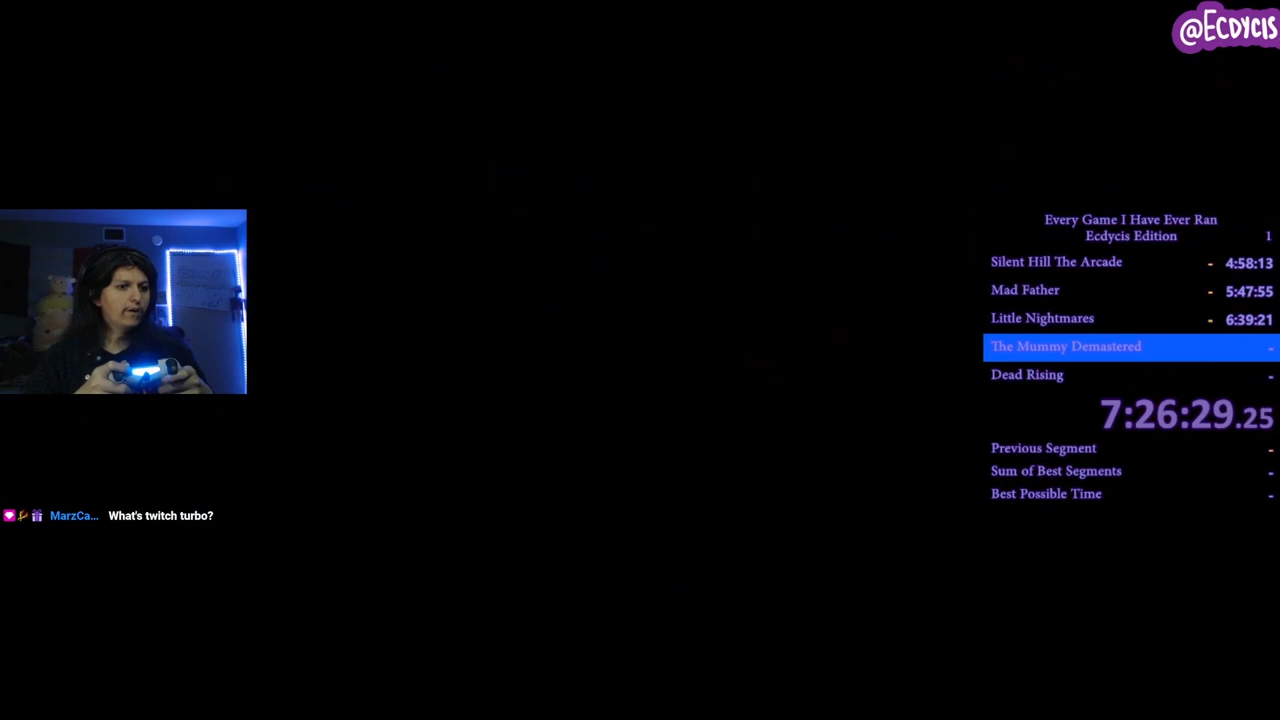 @ECDYCIS
Every Game I Have Ever Ran
Ecdycis Edition 1
Silent Hill The Arcade - 4:58:13
Mad Father - 5:47:55
Little Nightmares - 6:39:21
The Mummy Demastered -
Dead Rising -
7:26:29.25
Previous Segment -
Sum of Best Segments -
Best Possible Time -
MarzCa... What's twitch turbo?